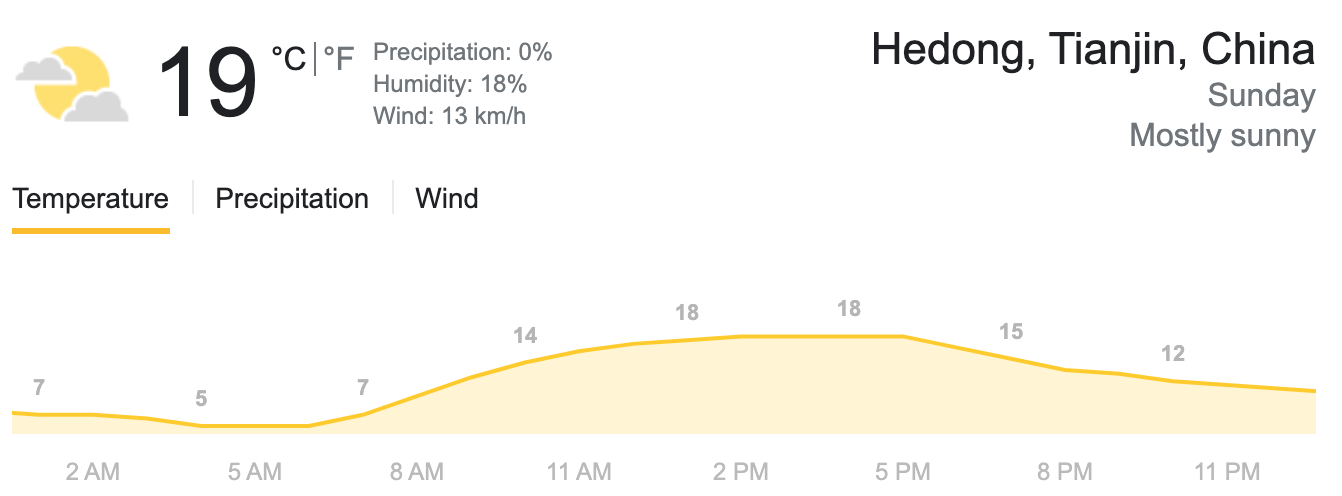 19 °C|°F
Precipitation: 0%
Humidity: 18%
Wind: 13 km/h
Hedong, Tianjin, China
Sunday
Mostly sunny
Temperature | Precipitation | Wind
7 5 7 14 18 18 15 12
2 AM 5 AM 8 AM 11 AM 2 PM 5 PM 8 PM 11 PM